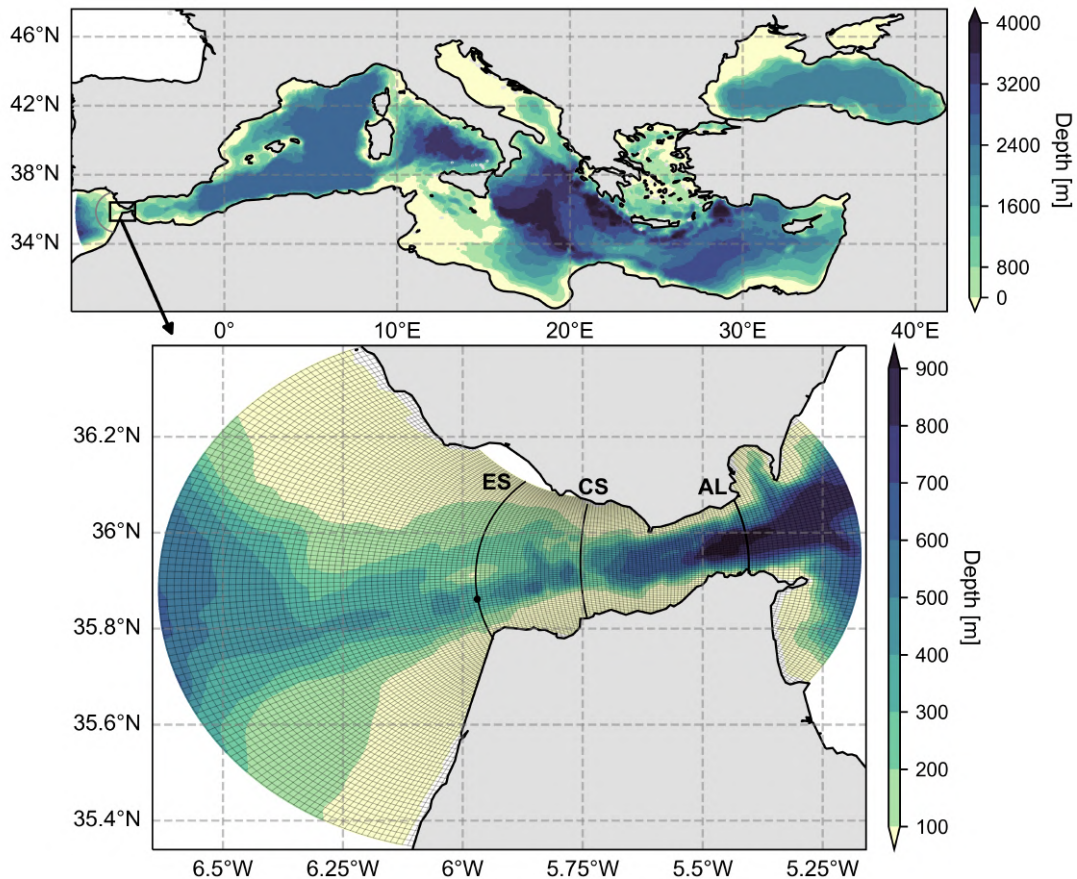 46°N
42°N
38°N
34°N
0°
10°E
20°E
30°E
40°E
4000
3200
2400
1600
800
0
Depth [m]
36.2°N
36°N
35.8°N
35.6°N
35.4°N
ES
CS
AL
6.5°W
6.25°W
6°W
5.75°W
5.5°W
5.25°W
900
800
700
600
500
400
300
200
100
Depth [m]